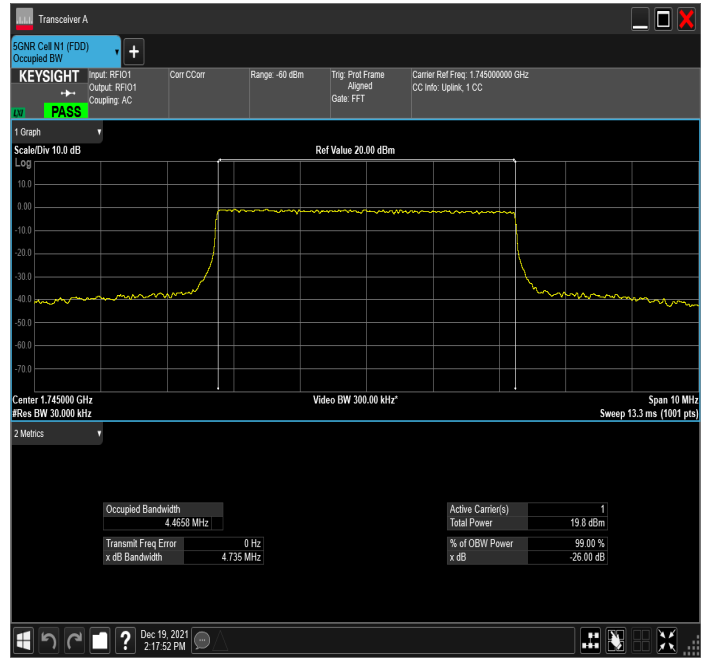 Transceiver A
5GNR Cell N1 (FDD)
Occupied BW
+
KEYSIGHT
Input: RFIO1
Output: RFIO1
Coupling: AC
Corr CCorr
Range: -60 dBm
Trig: Prot Frame
Aligned
Gate: FFT
Carrier Ref Freq: 1.745000000 GHz
CC Info: Uplink, 1 CC
LXI
PASS
1 Graph
Scale/Div 10.0 dB
Ref Value 20.00 dBm
Log
10.0
0.00
-10.0
-20.0
-30.0
-40.0
-50.0
-60.0
-70.0
Center 1.745000 GHz
Video BW 300.00 kHz*
Span 10 MHz
#Res BW 30.000 kHz
Sweep 13.3 ms (1001 pts)
2 Metrics
Occupied Bandwidth
4.4658 MHz
Active Carrier(s) 1
Total Power 19.8 dBm
Transmit Freq Error 0 Hz
x dB Bandwidth 4.735 MHz
% of OBW Power 99.00 %
x dB -26.00 dB
?
Dec 19, 2021
2:17:52 PM